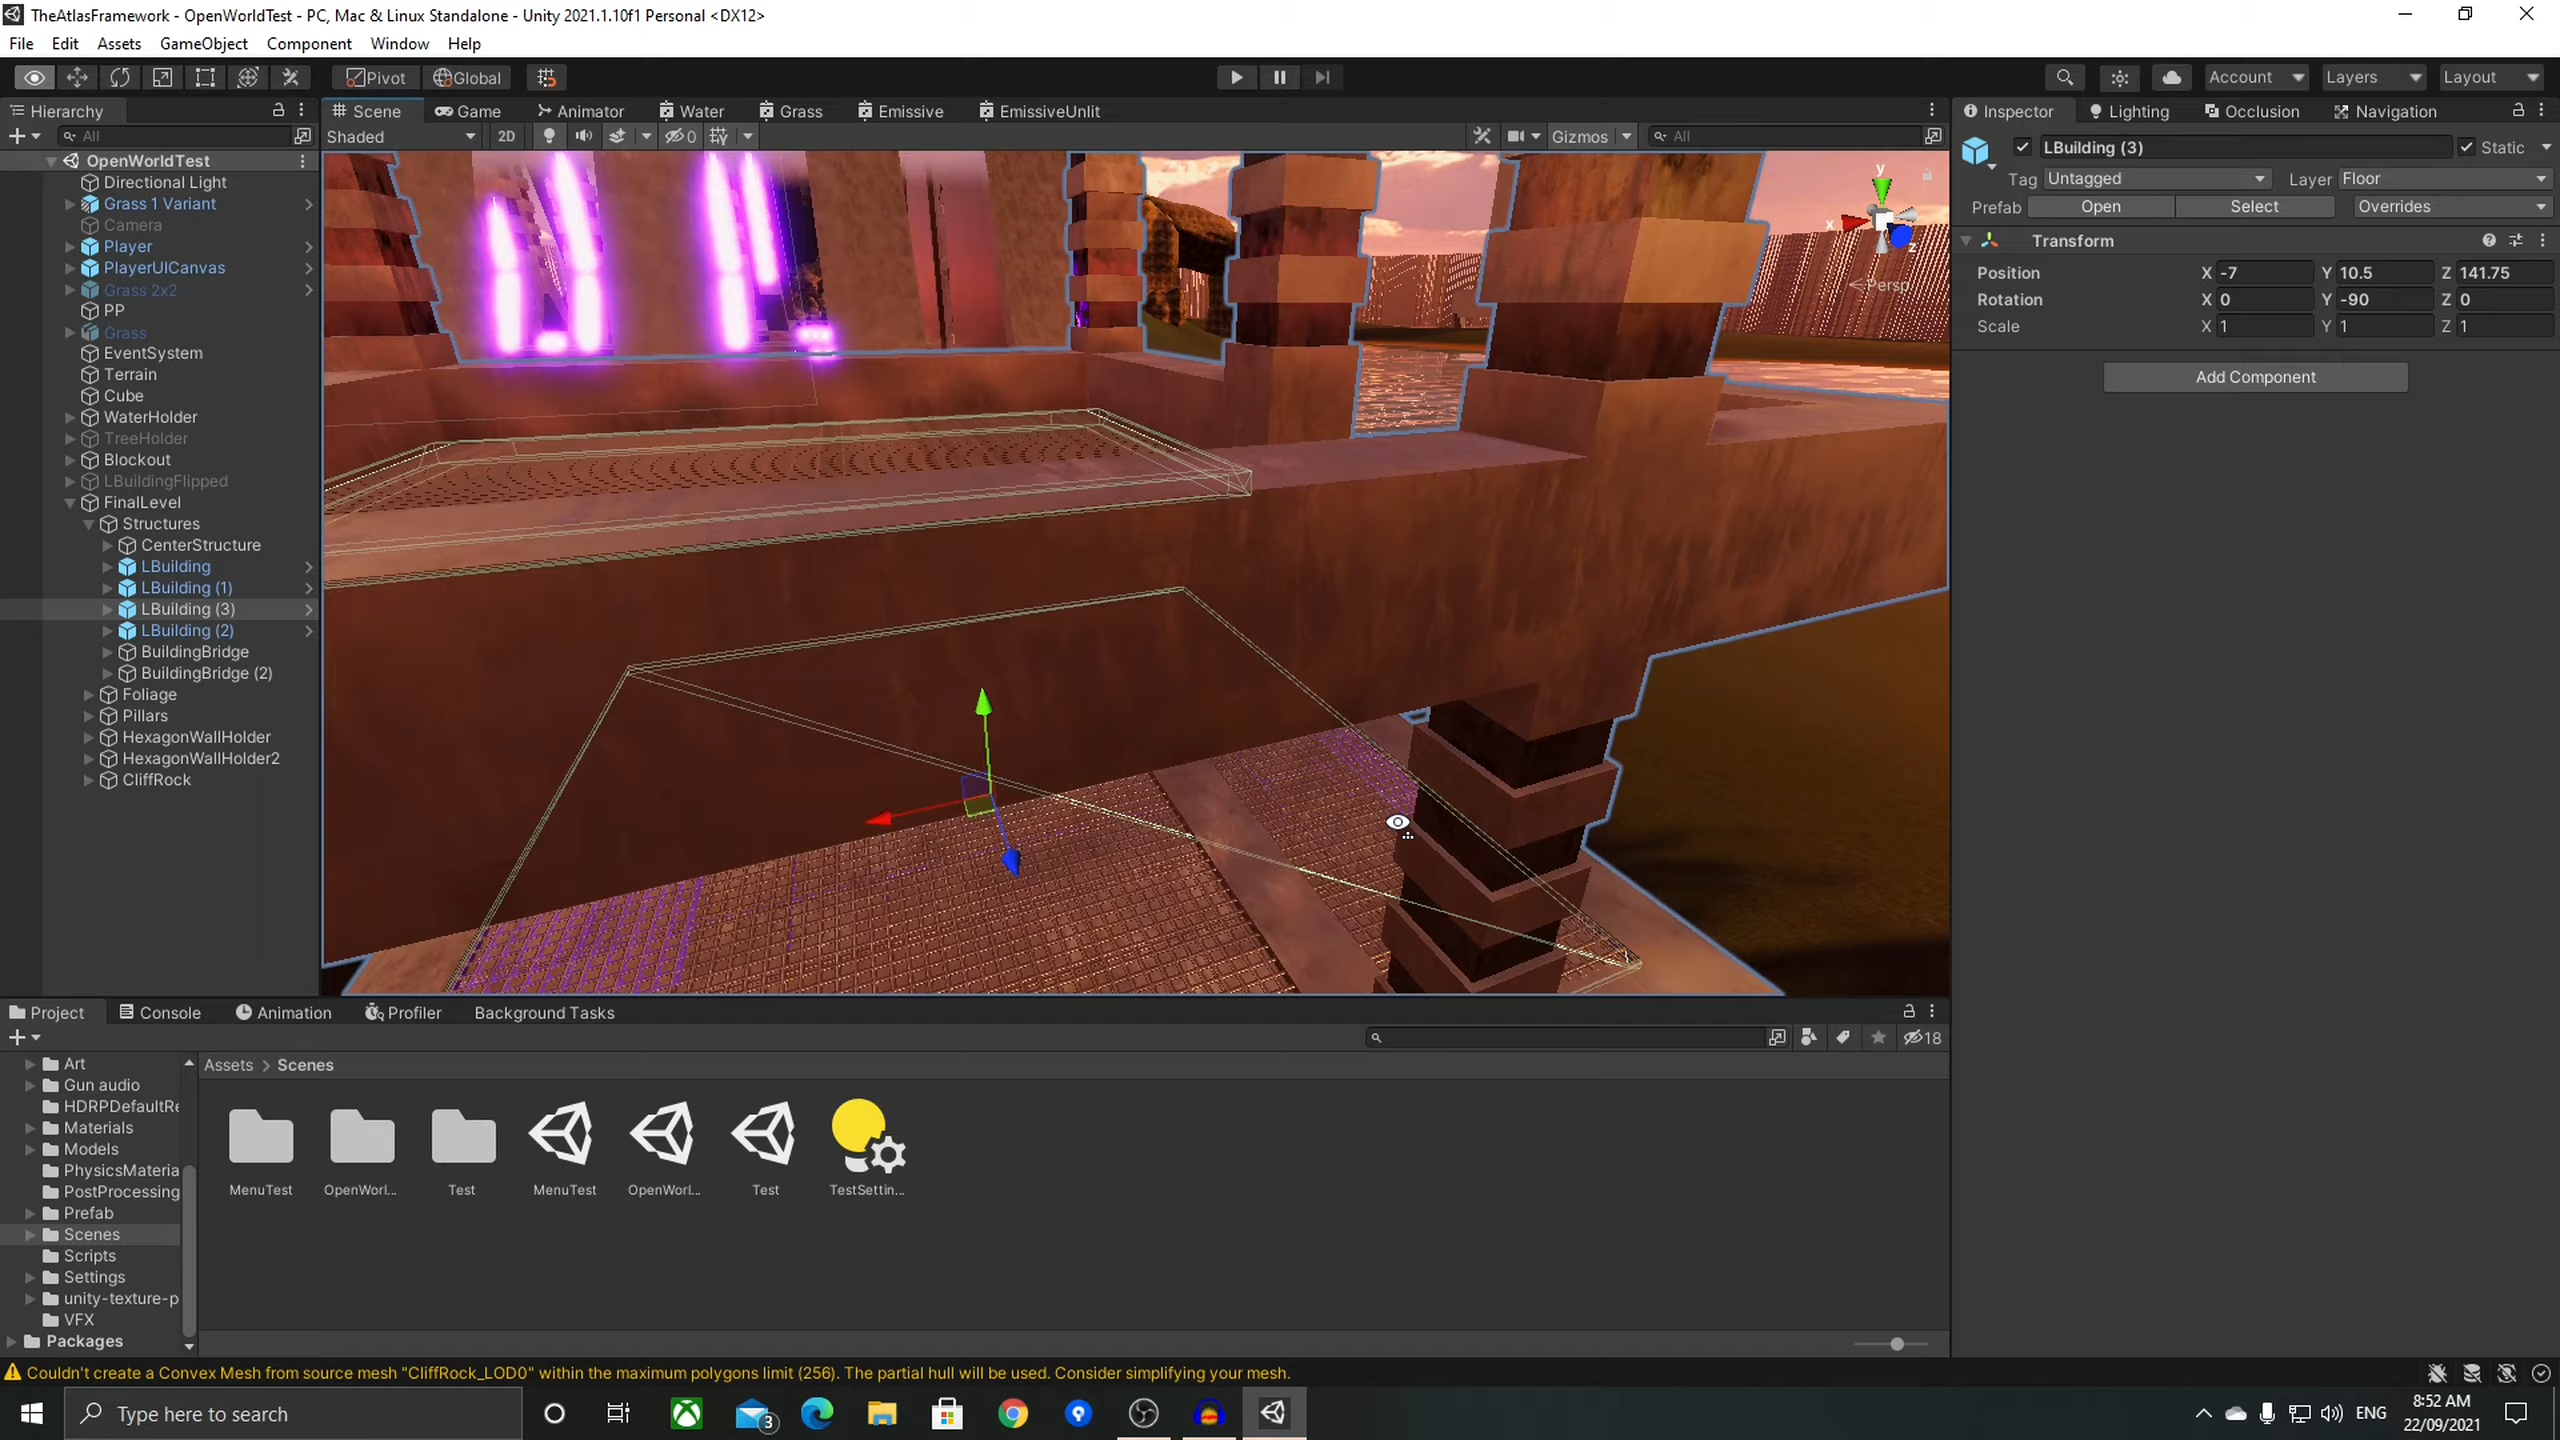 TheAtlasFramework - OpenWorldTest - PC, Mac & Linux Standalone - Unity 2021.1.10f1 Personal <DX12>
File Edit Assets GameObject Component Window Help
Pivot Global Account Layers Layout
Hierarchy Scene Game Animator Water Grass Emissive EmissiveUnlit Inspector Lighting Occlusion Navigation
All Shaded 2D 0 Gizmos All
LBuilding (3) Static
Tag Untagged Layer Floor
Prefab Open Select Overrides
Transform
Position X -7 Y 10.5 Z 141.75
Rotation X 0 Y -90 Z 0
Scale X 1 Y 1 Z 1
Add Component
y
x
z
Persp
OpenWorldTest
Directional Light
Grass 1 Variant
Camera
Player
PlayerUICanvas
Grass 2x2
PP
Grass
EventSystem
Terrain
Cube
WaterHolder
TreeHolder
Blockout
LBuildingFlipped
FinalLevel
Structures
CenterStructure
LBuilding
LBuilding (1)
LBuilding (3)
LBuilding (2)
BuildingBridge
BuildingBridge (2)
Foliage
Pillars
HexagonWallHolder
HexagonWallHolder2
CliffRock
Project Console Animation Profiler Background Tasks
18
Art
Gun audio
HDRPDefaultRe
Materials
Models
PhysicsMateria
PostProcessing
Prefab
Scenes
Scripts
Settings
unity-texture-p
VFX
Packages
Assets > Scenes
MenuTest OpenWorl... Test MenuTest OpenWorl... Test TestSettin...
Couldn't create a Convex Mesh from source mesh "CliffRock_LOD0" within the maximum polygons limit (256). The partial hull will be used. Consider simplifying your mesh.
Type here to search
3
ENG
8:52 AM
22/09/2021